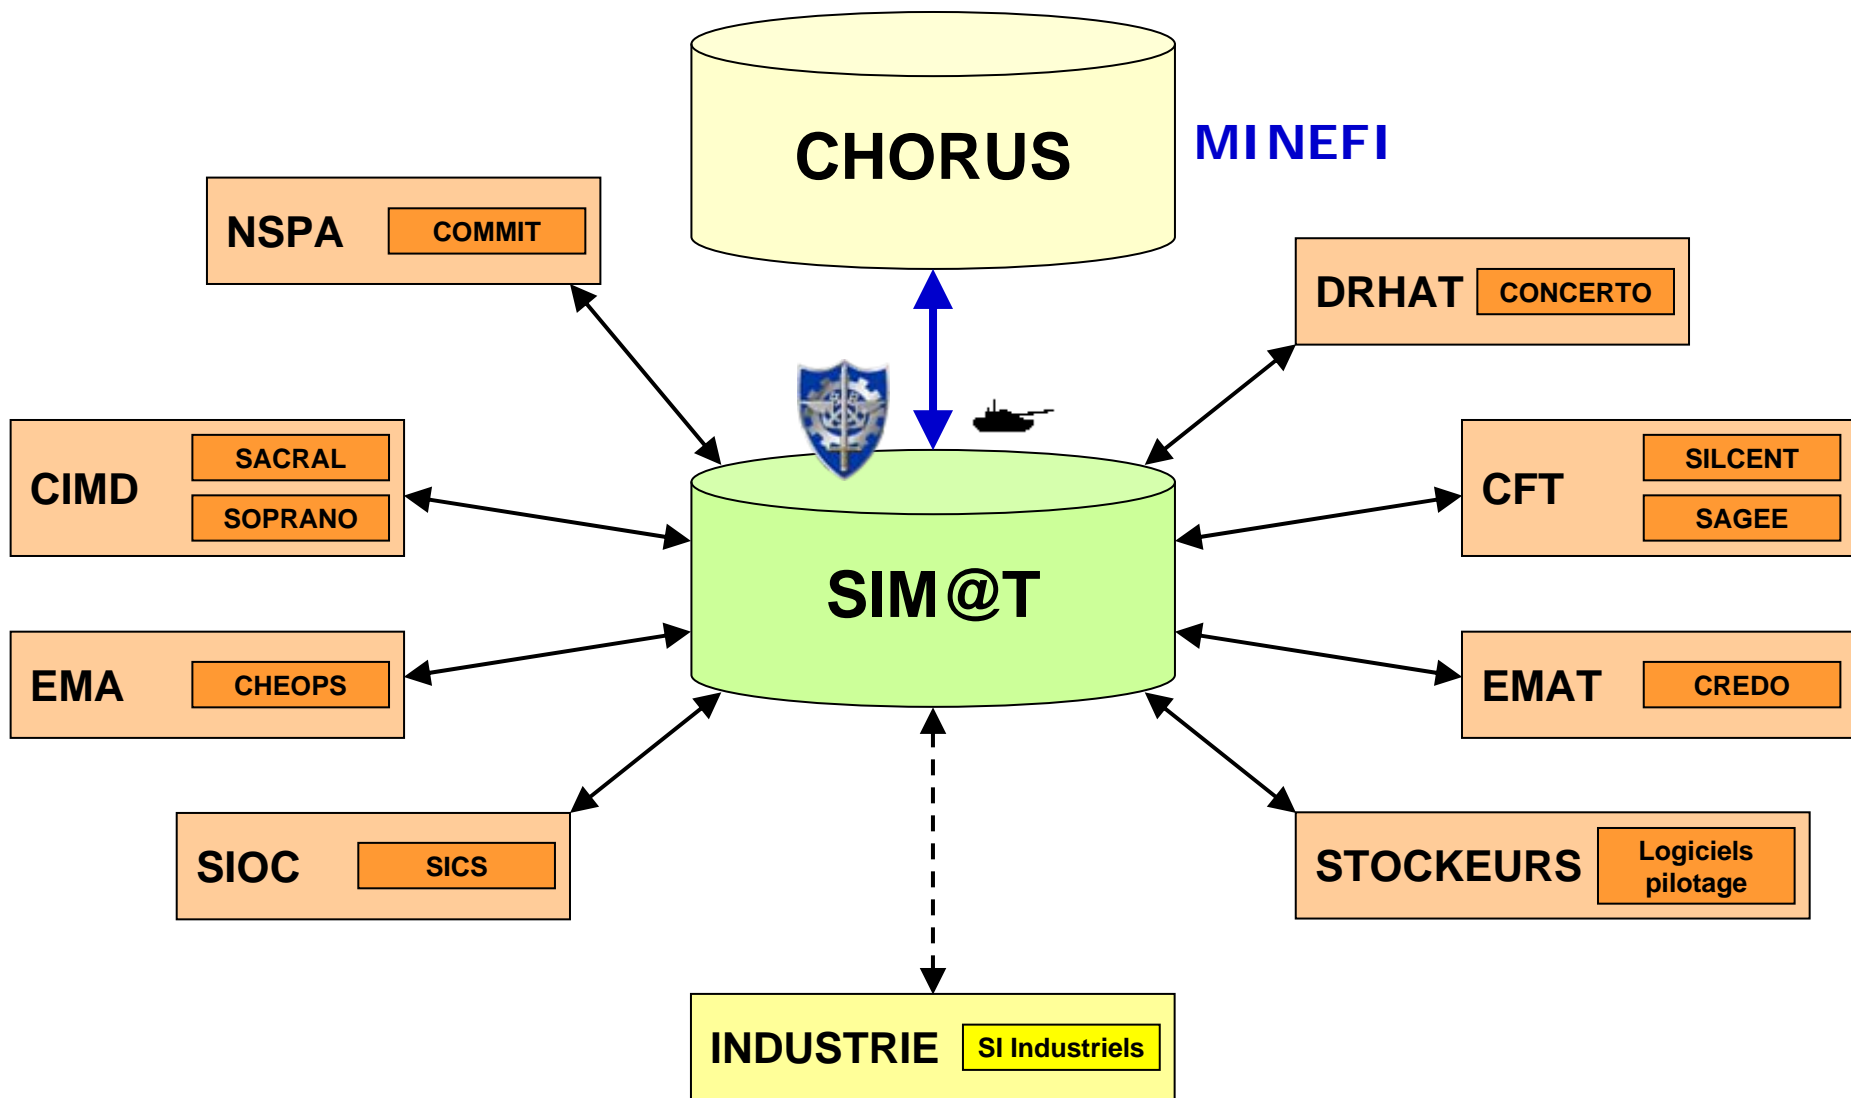 CHORUS
MINEFI
NSPA
COMMIT
DRHAT
CONCERTO
CIMD
SACRAL
SOPRANO
CFT
SILCENT
SAGEE
SIM@T
EMA
CHEOPS
EMAT
CREDO
SIOC
SICS
STOCKEURS
Logiciels
pilotage
INDUSTRIE
SI Industriels